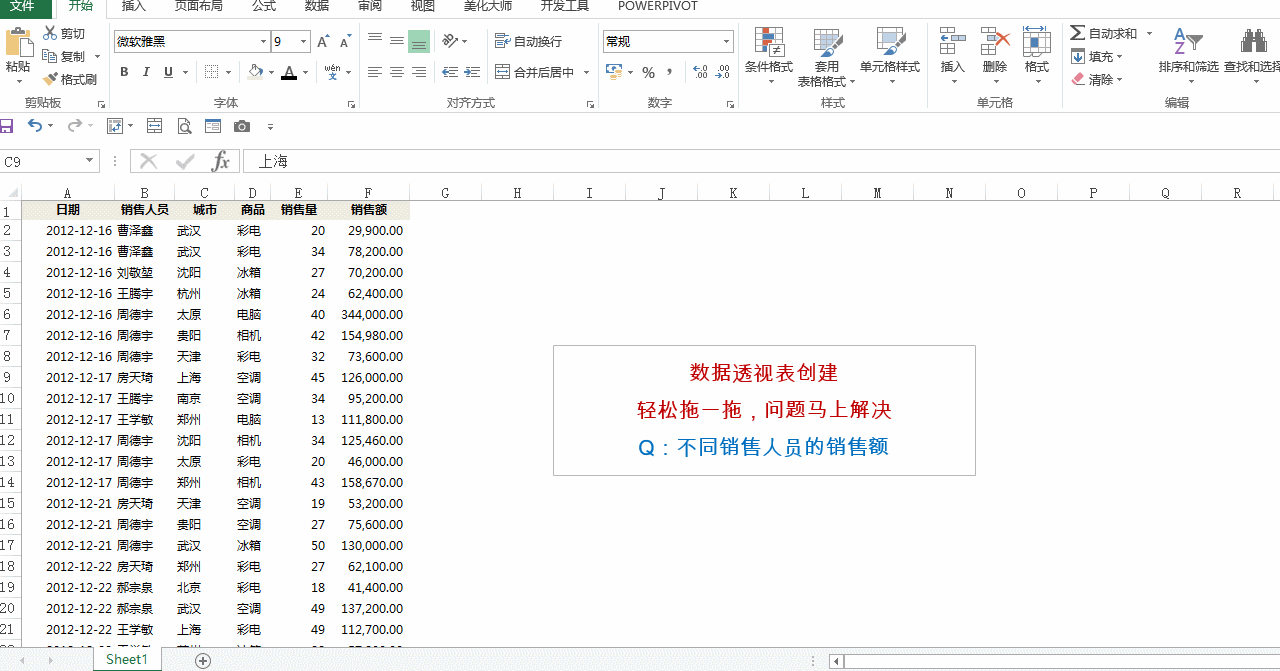 文件 开始 插入 页面布局 公式 数据 审阅 视图 美化大师 开发工具 POWERPIVOT
剪切
复制
格式刷
粘贴
剪贴板
微软雅黑 9
B I U wén 文
字体
自动换行
合并后居中
对齐方式
常规
% , .00 .00
数字
条件格式 套用 表格格式 单元格样式
样式
插入 删除 格式
单元格
自动求和
填充
清除
排序和筛选 查找和选择
编辑
C9 fx 上海
A B C D E F G H I J K L M N O P Q R
1 日期 销售人员 城市 商品 销售量 销售额
2 2012-12-16 曹泽鑫 武汉 彩电 20 29,900.00
3 2012-12-16 曹泽鑫 武汉 彩电 34 78,200.00
4 2012-12-16 刘敬堃 沈阳 冰箱 27 70,200.00
5 2012-12-16 王腾宇 杭州 冰箱 24 62,400.00
6 2012-12-16 周德宇 太原 电脑 40 344,000.00
7 2012-12-16 周德宇 贵阳 相机 42 154,980.00
8 2012-12-16 周德宇 天津 彩电 32 73,600.00
9 2012-12-17 房天琦 上海 空调 45 126,000.00
10 2012-12-17 王腾宇 南京 空调 34 95,200.00
11 2012-12-17 王学敏 郑州 电脑 13 111,800.00
12 2012-12-17 周德宇 沈阳 相机 34 125,460.00
13 2012-12-17 周德宇 太原 彩电 20 46,000.00
14 2012-12-17 周德宇 郑州 相机 43 158,670.00
15 2012-12-21 房天琦 天津 空调 19 53,200.00
16 2012-12-21 周德宇 贵阳 空调 27 75,600.00
17 2012-12-21 周德宇 武汉 冰箱 50 130,000.00
18 2012-12-22 房天琦 郑州 彩电 27 62,100.00
19 2012-12-22 郝宗泉 北京 彩电 18 41,400.00
20 2012-12-22 郝宗泉 武汉 空调 49 137,200.00
21 2012-12-22 王学敏 上海 彩电 49 112,700.00
数据透视表创建
轻松拖一拖，问题马上解决
Q：不同销售人员的销售额
Sheet1